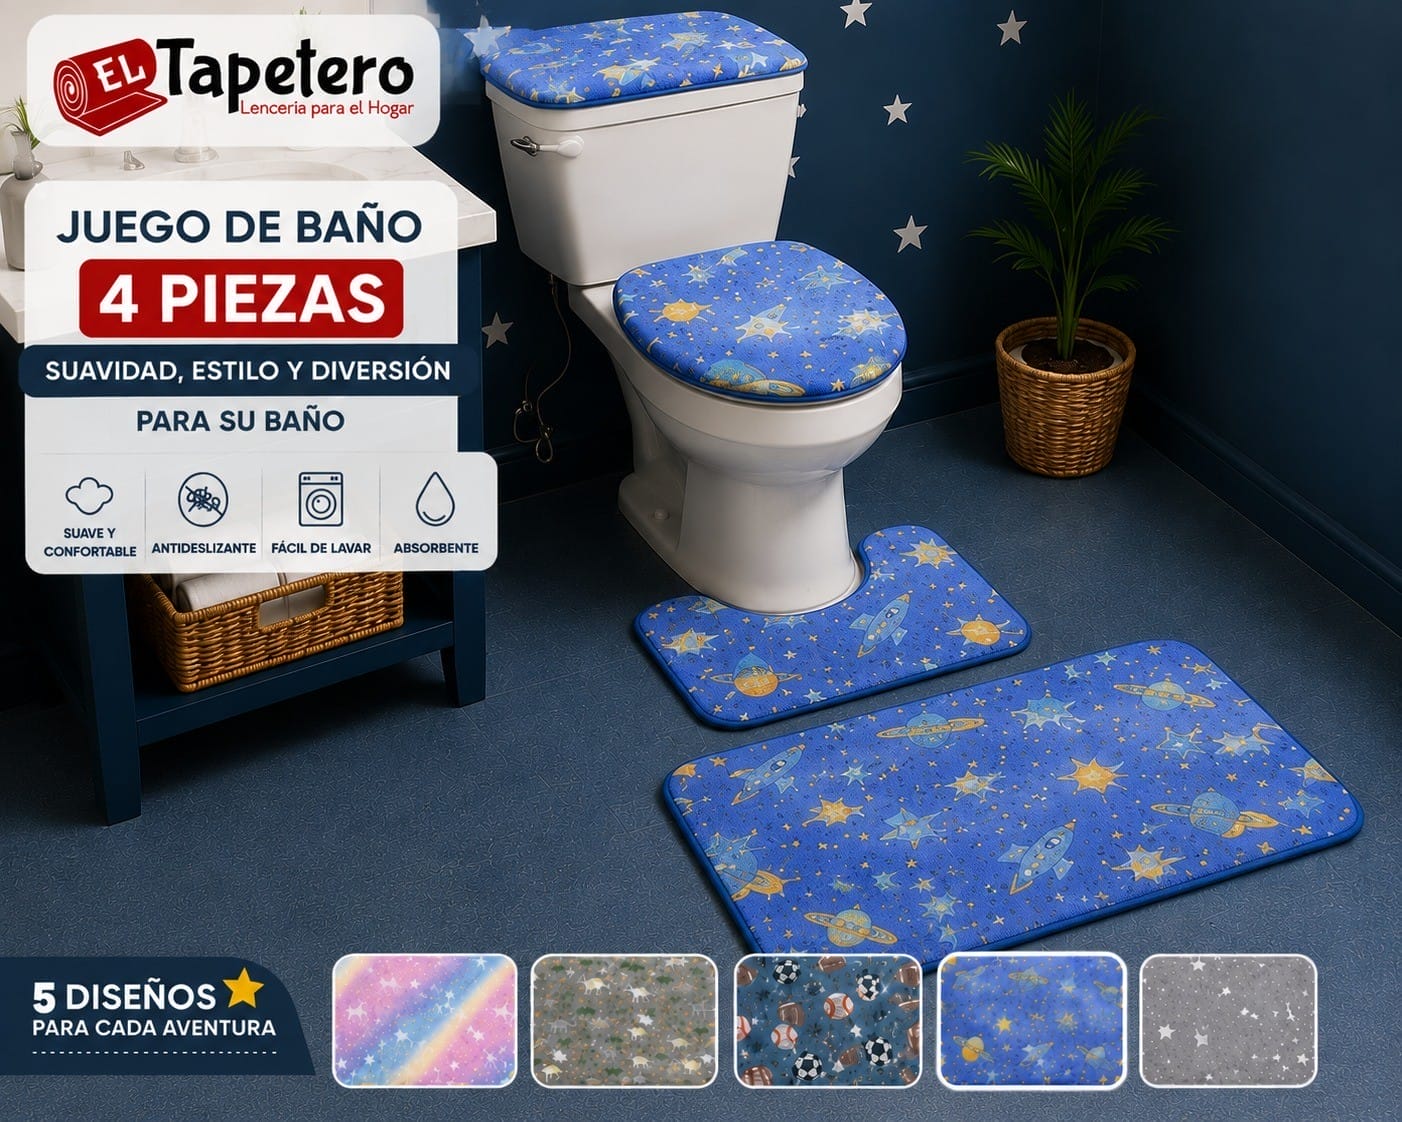 EL Tapetero
Lencería para el Hogar
JUEGO DE BAÑO
4 PIEZAS
SUAVIDAD, ESTILO Y DIVERSIÓN
PARA SU BAÑO
SUAVE Y
CONFORTABLE
ANTIDESLIZANTE
FÁCIL DE LAVAR
ABSORBENTE
5 DISEÑOS
PARA CADA AVENTURA